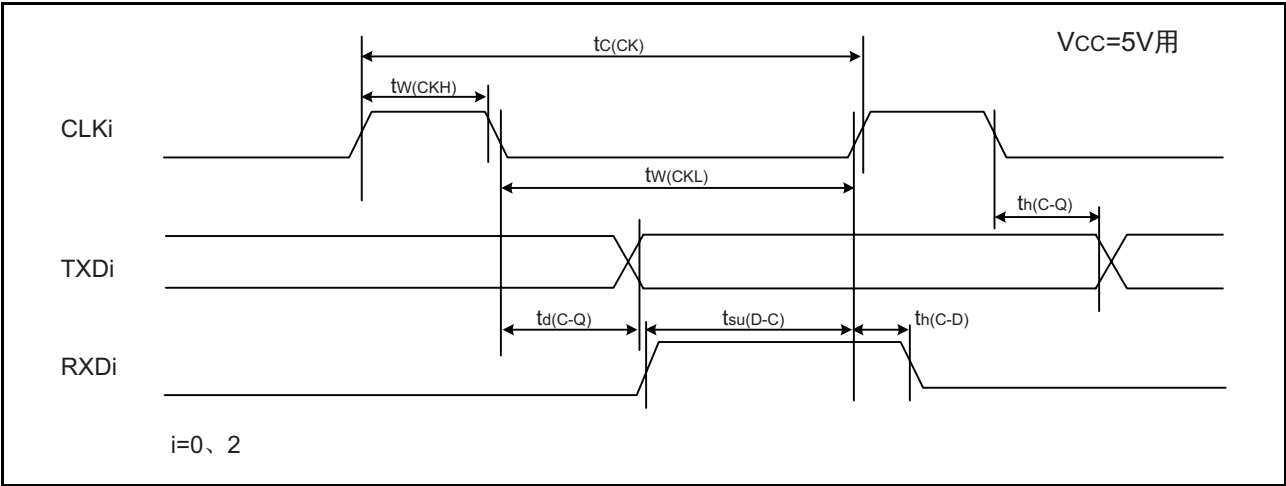 tC(CK)
VCC=5V用
tW(CKH)
CLKi
tW(CKL)
th(C-Q)
TXDi
td(C-Q)
tsu(D-C)
th(C-D)
RXDi
i=0、2